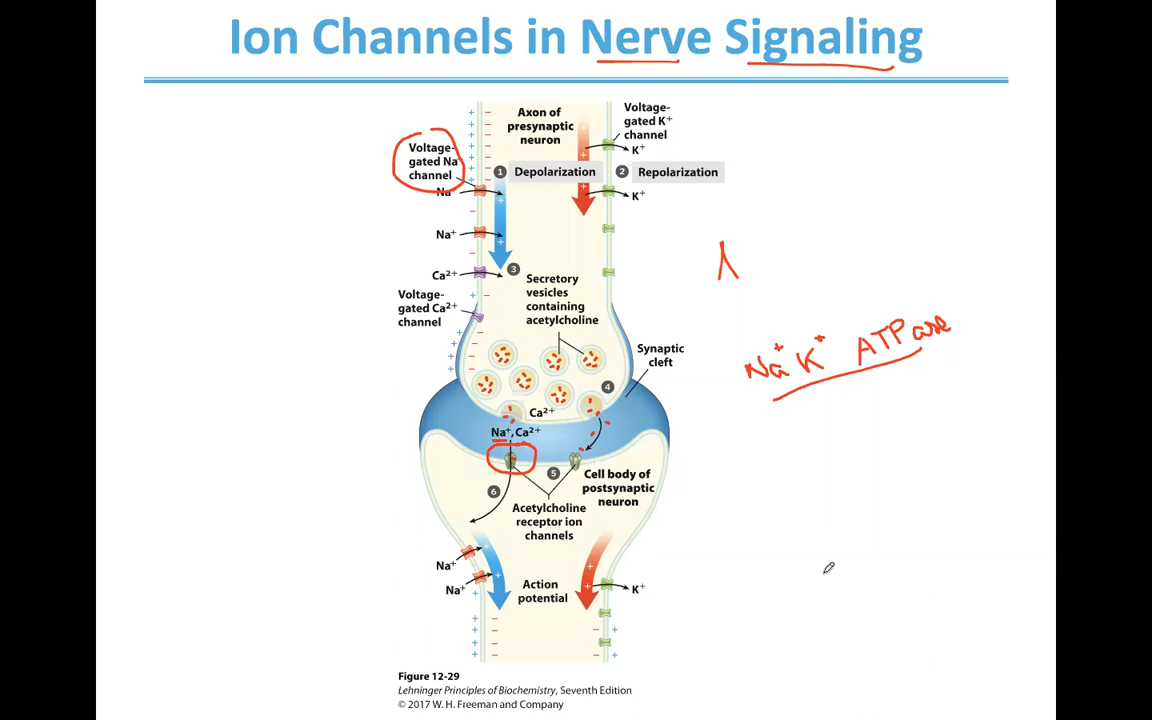 Ion Channels in Nerve Signaling
Axon of
presynaptic
neuron
Voltage-
gated K+
channel
K+
Voltage-
gated Na+
channel
1 Depolarization
2 Repolarization
Na+
K+
Na+
Ca2+
3
Secretory
vesicles
containing
acetylcholine
Voltage-
gated Ca2+
channel
Synaptic
cleft
Na+ K+ ATPase
4
Ca2+
Na+, Ca2+
5
Cell body of
postsynaptic
neuron
6
Acetylcholine
receptor ion
channels
Na+
Na+
Action
potential
K+
Figure 12-29
Lehninger Principles of Biochemistry, Seventh Edition
© 2017 W. H. Freeman and Company